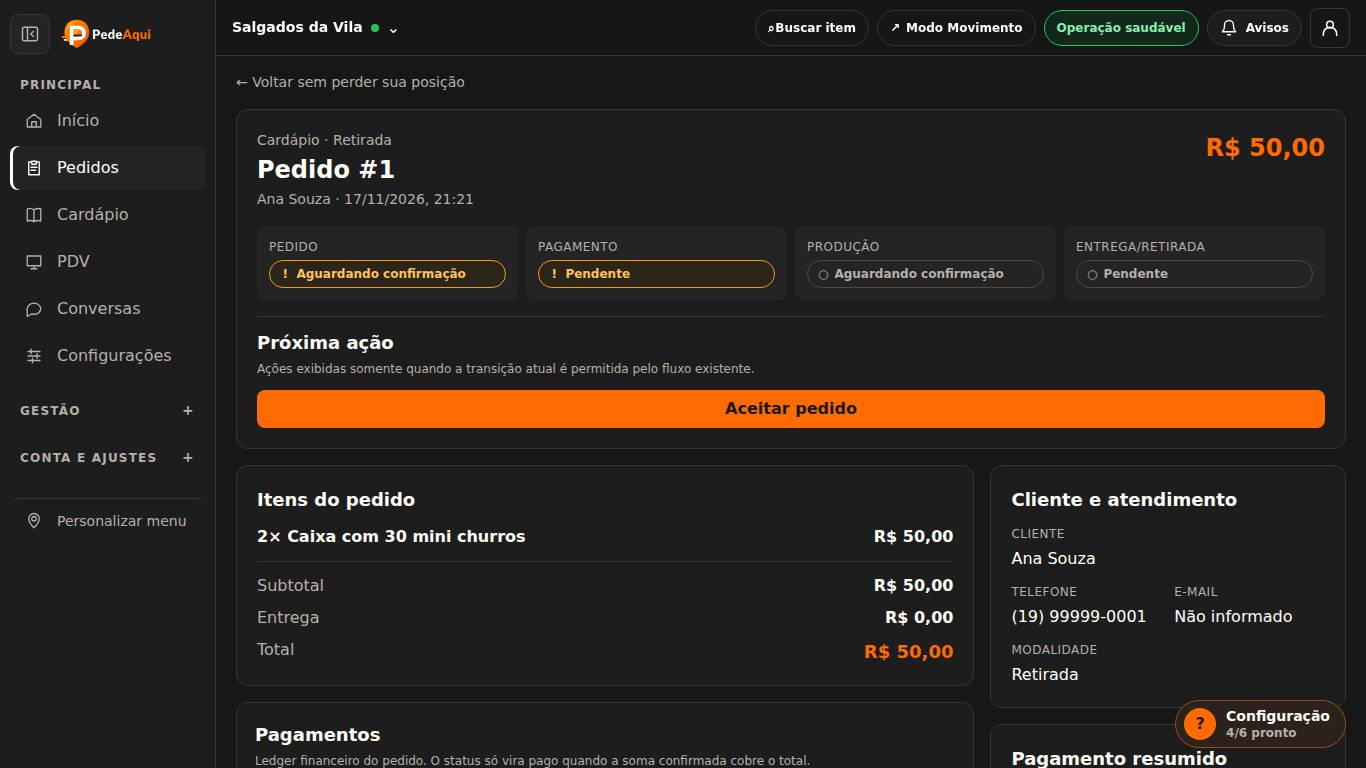 PedeAqui
PRINCIPAL
Início
Pedidos
Cardápio
PDV
Conversas
Configurações
GESTÃO +
CONTA E AJUSTES +
Personalizar menu
Salgados da Vila
Buscar item
↗ Modo Movimento
Operação saudável
Avisos
← Voltar sem perder sua posição
Cardápio · Retirada
Pedido #1
Ana Souza · 17/11/2026, 21:21
R$ 50,00
PEDIDO
! Aguardando confirmação
PAGAMENTO
! Pendente
PRODUÇÃO
○ Aguardando confirmação
ENTREGA/RETIRADA
○ Pendente
Próxima ação
Ações exibidas somente quando a transição atual é permitida pelo fluxo existente.
Aceitar pedido
Itens do pedido
2× Caixa com 30 mini churros R$ 50,00
Subtotal R$ 50,00
Entrega R$ 0,00
Total R$ 50,00
Pagamentos
Ledger financeiro do pedido. O status só vira pago quando a soma confirmada cobre o total.
Cliente e atendimento
CLIENTE
Ana Souza
TELEFONE E-MAIL
(19) 99999-0001 Não informado
MODALIDADE
Retirada
Pagamento resumido
? Configuração
4/6 pronto